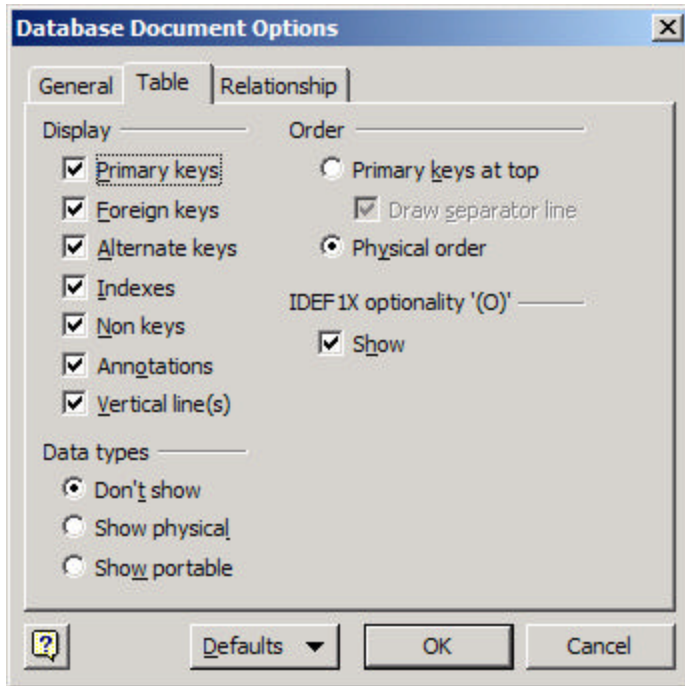 Database Document Options
General
Table
Relationship
Display
Primary keys
Foreign keys
Alternate keys
Indexes
Non keys
Annotations
Vertical line(s)
Data types
Don't show
Show physical
Show portable
Order
Primary keys at top
Draw separator line
Physical order
IDEF1X optionality '(O)'
Show
Defaults
OK
Cancel